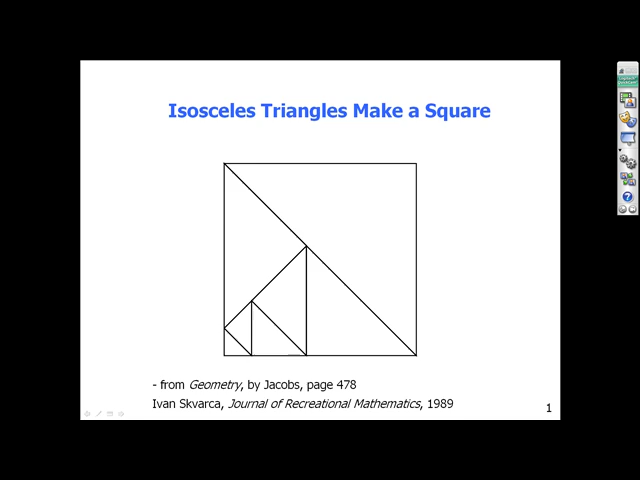 Isosceles Triangles Make a Square
- from Geometry, by Jacobs, page 478
Ivan Skvarca, Journal of Recreational Mathematics, 1989
1